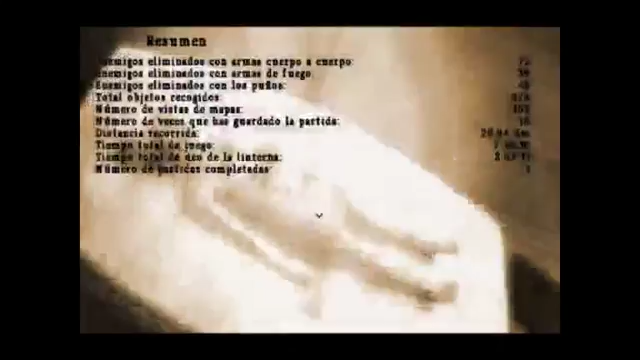 Resumen
Enemigos eliminados con armas cuerpo a cuerpo:
Enemigos eliminados con armas de fuego
Enemigos eliminados con los puños:
Total objetos recogidos:
Número de vistas de mapas:
Número de veces que has guardado la partida:
Distancia recorrida:
Tiempo total de juego:
Tiempo total de uso de la linterna:
Número de partidas completadas 1